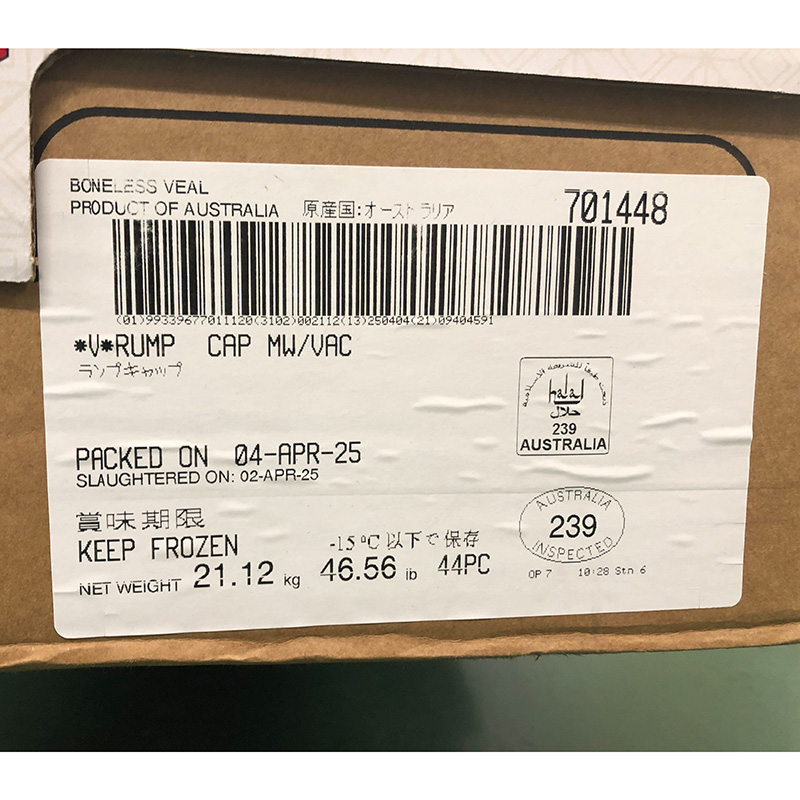 BONELESS VEAL
PRODUCT OF AUSTRALIA 原産国:オーストラリア 701448
(01)99339677011120(3102)002112(13)250404(21)09404591
*V*RUMP CAP MW/VAC
ランプキャップ
halal
حلال
239
AUSTRALIA
PACKED ON 04-APR-25
SLAUGHTERED ON: 02-APR-25
賞味期限
KEEP FROZEN -15℃以下で保存
NET WEIGHT 21.12 kg 46.56 lb 44PC
AUSTRALIA
239
INSPECTED
OP 7 10:28 Stn 6